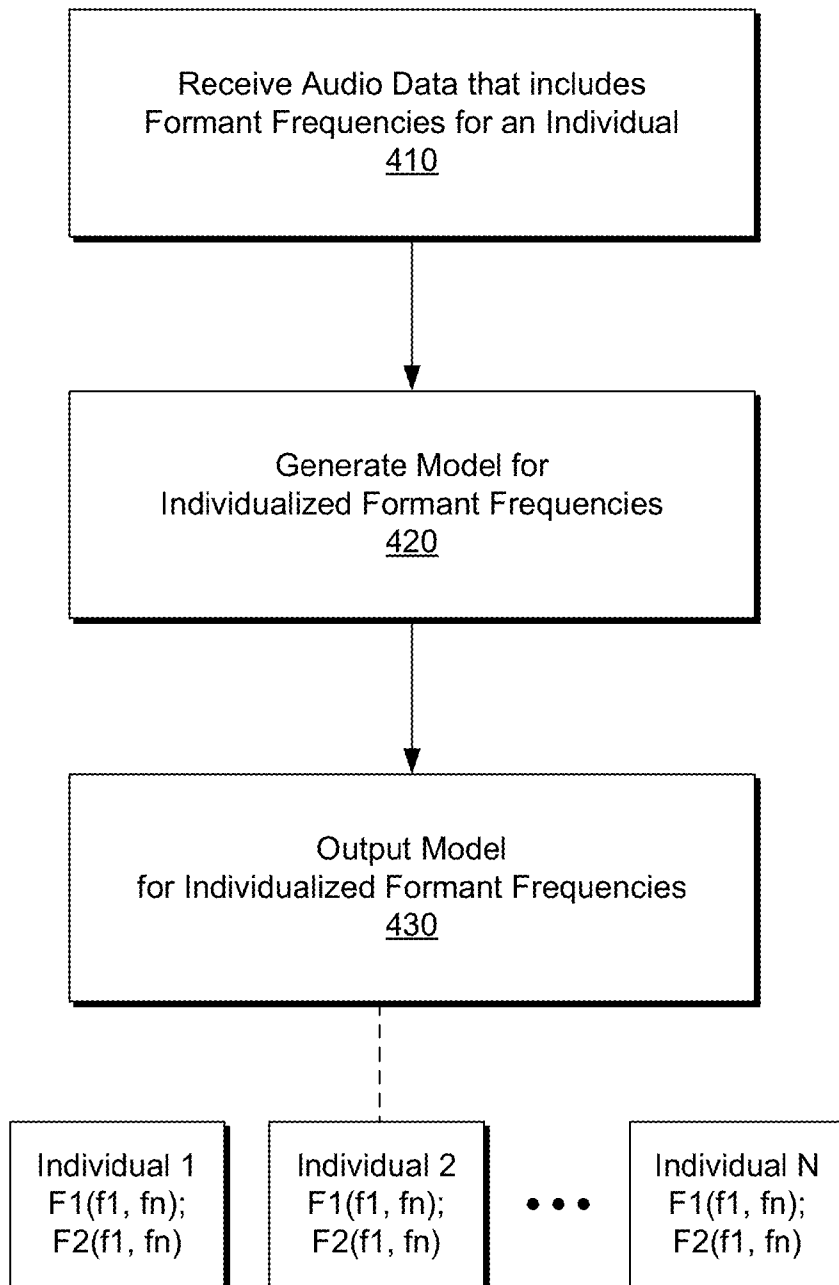 Receive Audio Data that includes
Formant Frequencies for an Individual
410
Generate Model for
Individualized Formant Frequencies
420
Output Model
for Individualized Formant Frequencies
430
Individual 1
F1(f1, fn);
F2(f1, fn)
Individual 2
F1(f1, fn);
F2(f1, fn)
Individual N
F1(f1, fn);
F2(f1, fn)